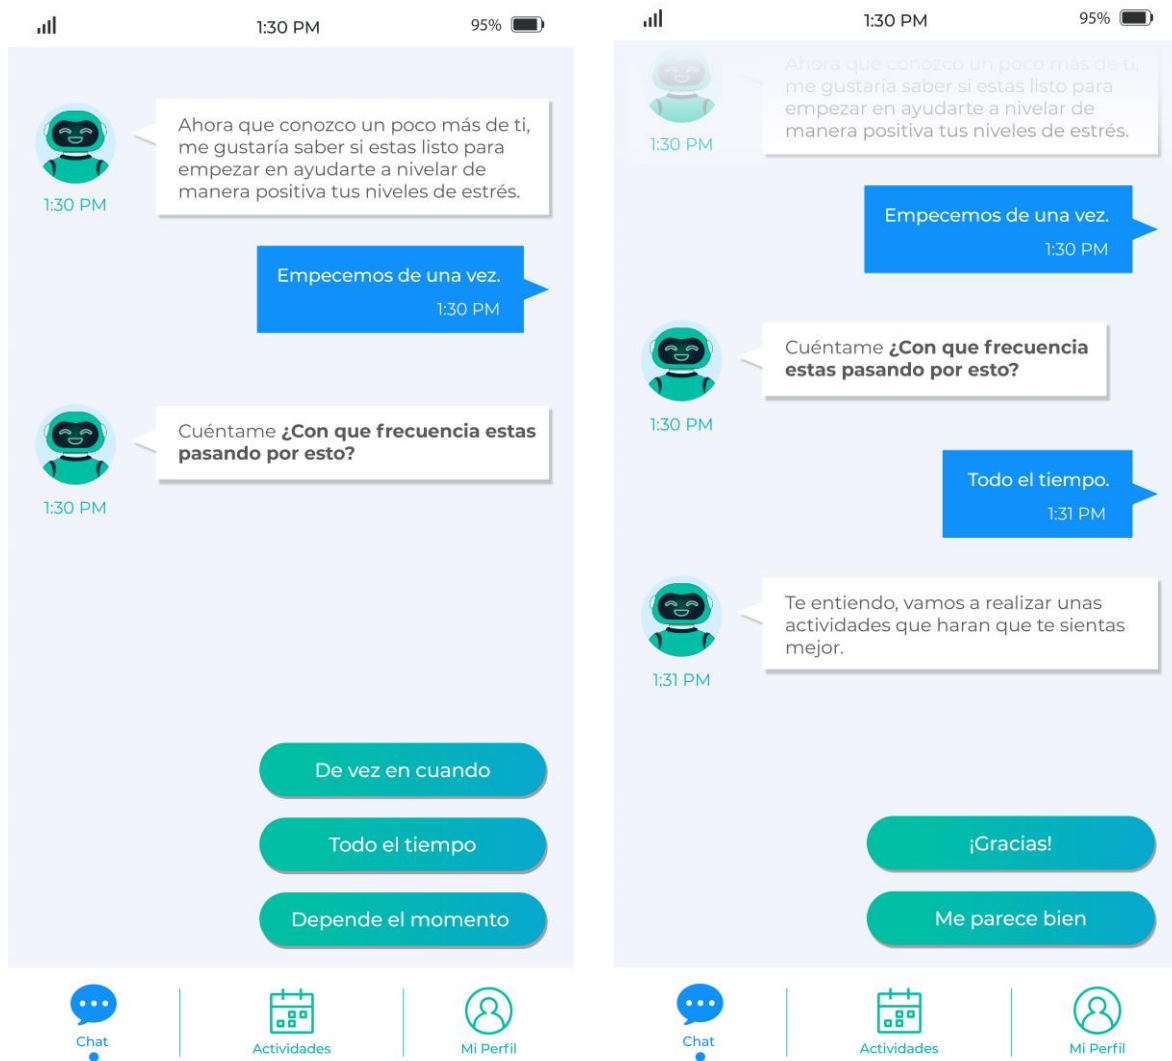 1:30 PM
95%
Ahora que conozco un poco más de ti,
me gustaría saber si estas listo para
empezar en ayudarte a nivelar de
manera positiva tus niveles de estrés.
1:30 PM
Empecemos de una vez.
1:30 PM
Cuéntame ¿Con que frecuencia estas
pasando por esto?
1:30 PM
De vez en cuando
Todo el tiempo
Depende el momento
Chat
Actividades
Mi Perfil
1:30 PM
95%
Ahora que conozco un poco más de ti,
me gustaría saber si estas listo para
empezar en ayudarte a nivelar de
manera positiva tus niveles de estrés.
1:30 PM
Empecemos de una vez.
1:30 PM
Cuéntame ¿Con que frecuencia
estas pasando por esto?
1:30 PM
Todo el tiempo.
1:31 PM
Te entiendo, vamos a realizar unas
actividades que haran que te sientas
mejor.
1:31 PM
¡Gracias!
Me parece bien
Chat
Actividades
Mi Perfil